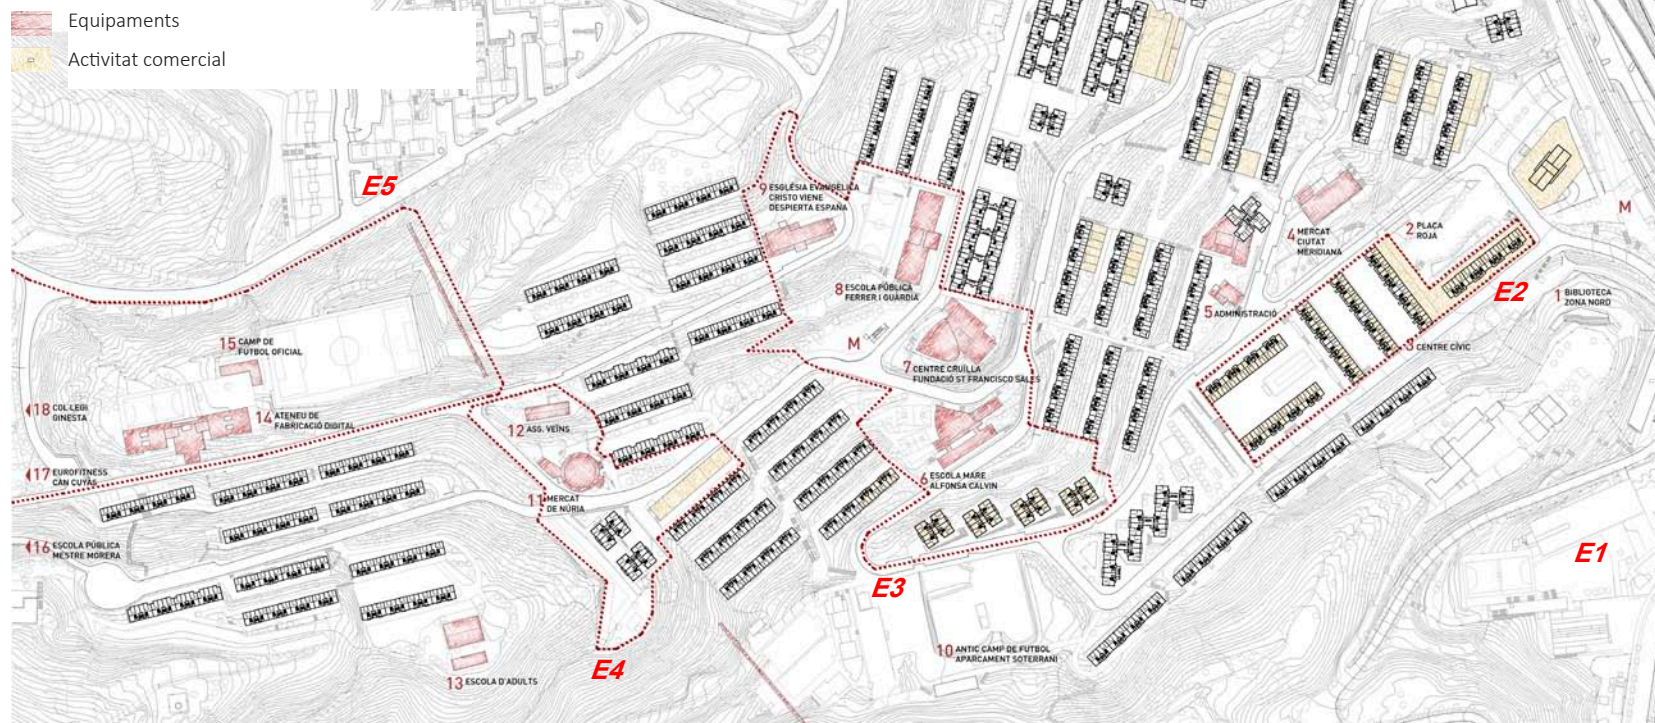 Equipaments
Activitat comercial
E5
9 ESGLÉSIA EVANGÈLICA
CRISTO VIENE
DESPIERTA ESPAÑA
M
2 PLAÇA
ROJA
4 MERCAT
CIUTAT
MERIDIANA
E2
1 BIBLIOTECA
ZONA NORD
8 ESCOLA PÚBLICA
FERRER I GUÀRDIA
5 ADMINISTRACIÓ
3 CENTRE CÍVIC
15 CAMP DE
FUTBOL OFICIAL
M
7 CENTRE CRUÏLLA
FUNDACIÓ ST FRANCISCO SALES
18 COL·LEGI
GINESTA
14 ATENEU DE
FABRICACIÓ DIGITAL
12 ASS. VEÏNS
17 EUROFITNESS
CAN CUYÀS
6 ESCOLA MARE
ALFONSA CALVIN
11 MERCAT
DE NÚRIA
16 ESCOLA PÚBLICA
MESTRE MORERA
E1
E3
10 ANTIC CAMP DE FUTBOL
APARCAMENT SOTERRANI
E4
13 ESCOLA D'ADULTS